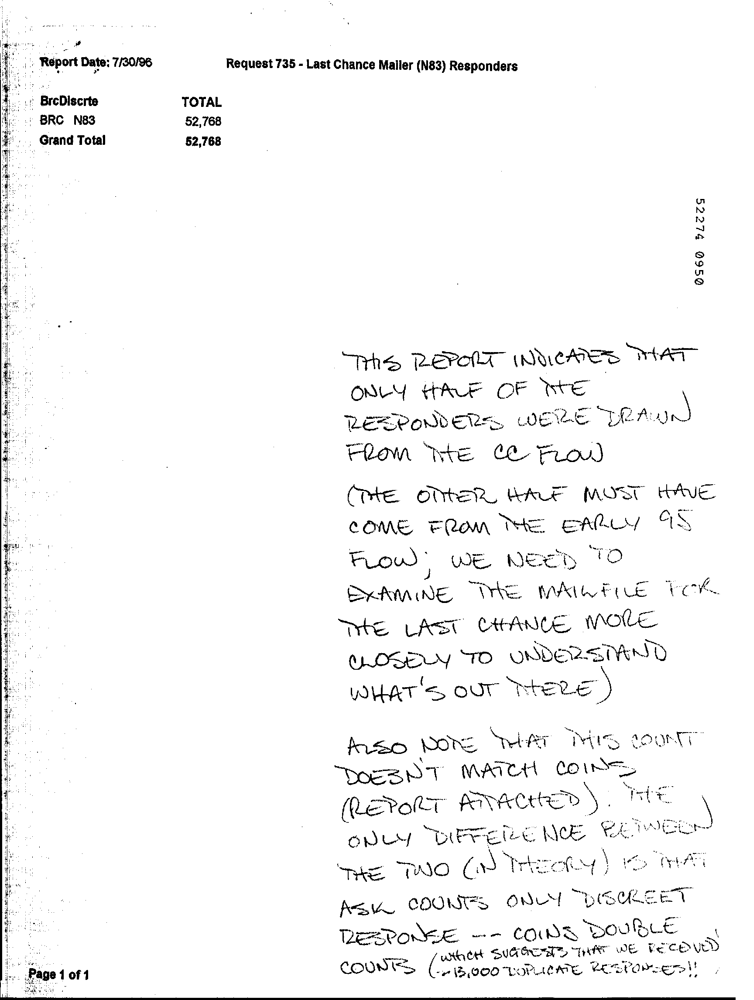 Report Date: 7/30/96
Request 735 - Last Chance Mailer (N83) Responders
BrcDiscrte TOTAL
BRC N83 52,768
Grand Total 52,768
52274 0950
THIS REPORT INDICATES THAT
ONLY HALF OF THE
RESPONDERS WERE DRAWN
FROM THE CC FLOW
(THE OTHER HALF MUST HAVE
COME FROM THE EARLY 95
FLOW; WE NEED TO
EXAMINE THE MAILFILE FOR
THE LAST CHANCE MORE
CLOSELY TO UNDERSTAND
WHAT'S OUT THERE)
ALSO NOTE THAT THIS COUNT
DOESN'T MATCH COINS
(REPORT ATTACHED). THE
ONLY DIFFERENCE BETWEEN
THE TWO (IN THEORY) IS THAT
ASK COUNTS ONLY DISCREET
RESPONSE -- COINS DOUBLE
COUNTS (WHICH SUGGESTS THAT WE RECEIVED
~13,000 DUPLICATE RESPONSES!!)
Page 1 of 1